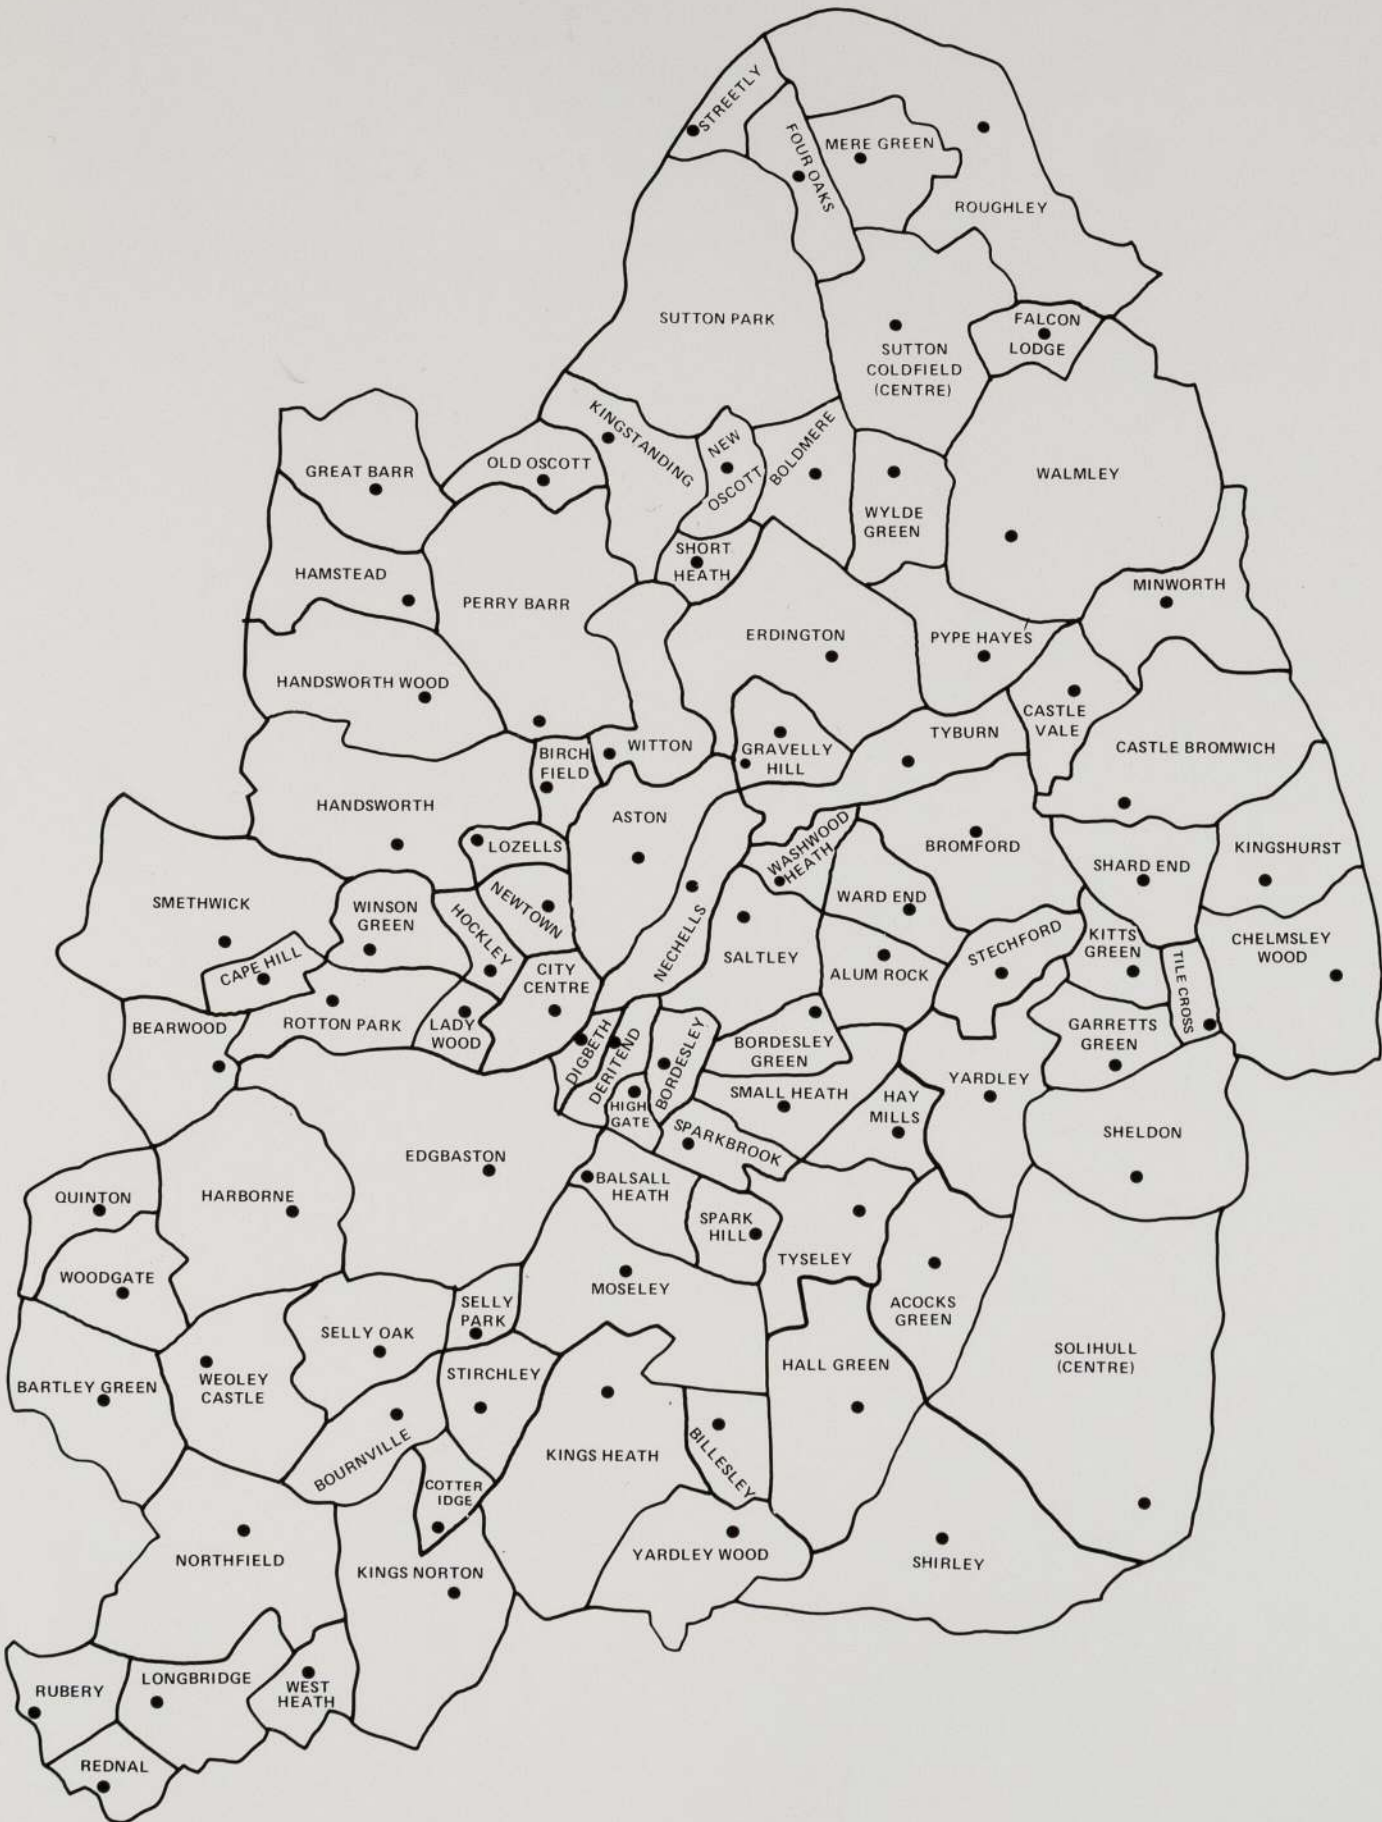 STREETLY
FOUR OAKS
MERE GREEN
ROUGHLEY
SUTTON PARK
SUTTON
COLDFIELD
(CENTRE)
FALCON
LODGE
KINGSTANDING
NEW
OSCOTT
BOLDMERE
GREAT BARR
OLD OSCOTT
WALMLEY
WYLDE
GREEN
SHORT
HEATH
HAMSTEAD
PERRY BARR
MINWORTH
ERDINGTON
PYPE HAYES
HANDSWORTH WOOD
CASTLE
VALE
TYBURN
CASTLE BROMWICH
BIRCH
FIELD
WITTON
GRAVELLY
HILL
HANDSWORTH
ASTON
LOZELLS
WASHWOOD
HEATH
BROMFORD
KINGSHURST
SHARD END
SMETHWICK
WINSON
GREEN
HOCKLEY
NEWTOWN
NECHELLS
WARD END
SALTLEY
ALUM ROCK
STECHFORD
KITTS
GREEN
TILE CROSS
CHELMSLEY
WOOD
CAPE HILL
CITY
CENTRE
BEARWOOD
ROTTON PARK
LADY
WOOD
DIGBETH
DERITEND
BORDESLEY
BORDESLEY
GREEN
GARRETTS
GREEN
YARDLEY
SMALL HEATH
HAY
MILLS
HIGH
GATE
SPARKBROOK
SHELDON
EDGBASTON
QUINTON
HARBORNE
BALSALL
HEATH
SPARK
HILL
TYSELEY
WOODGATE
MOSELEY
SELLY
PARK
ACOCKS
GREEN
SELLY OAK
SOLIHULL
(CENTRE)
HALL GREEN
BARTLEY GREEN
WEOLEY
CASTLE
STIRCHLEY
BOURNVILLE
KINGS HEATH
BILLESLEY
COTTER
IDGE
NORTHFIELD
KINGS NORTON
YARDLEY WOOD
SHIRLEY
RUBERY
LONGBRIDGE
WEST
HEATH
REDNAL